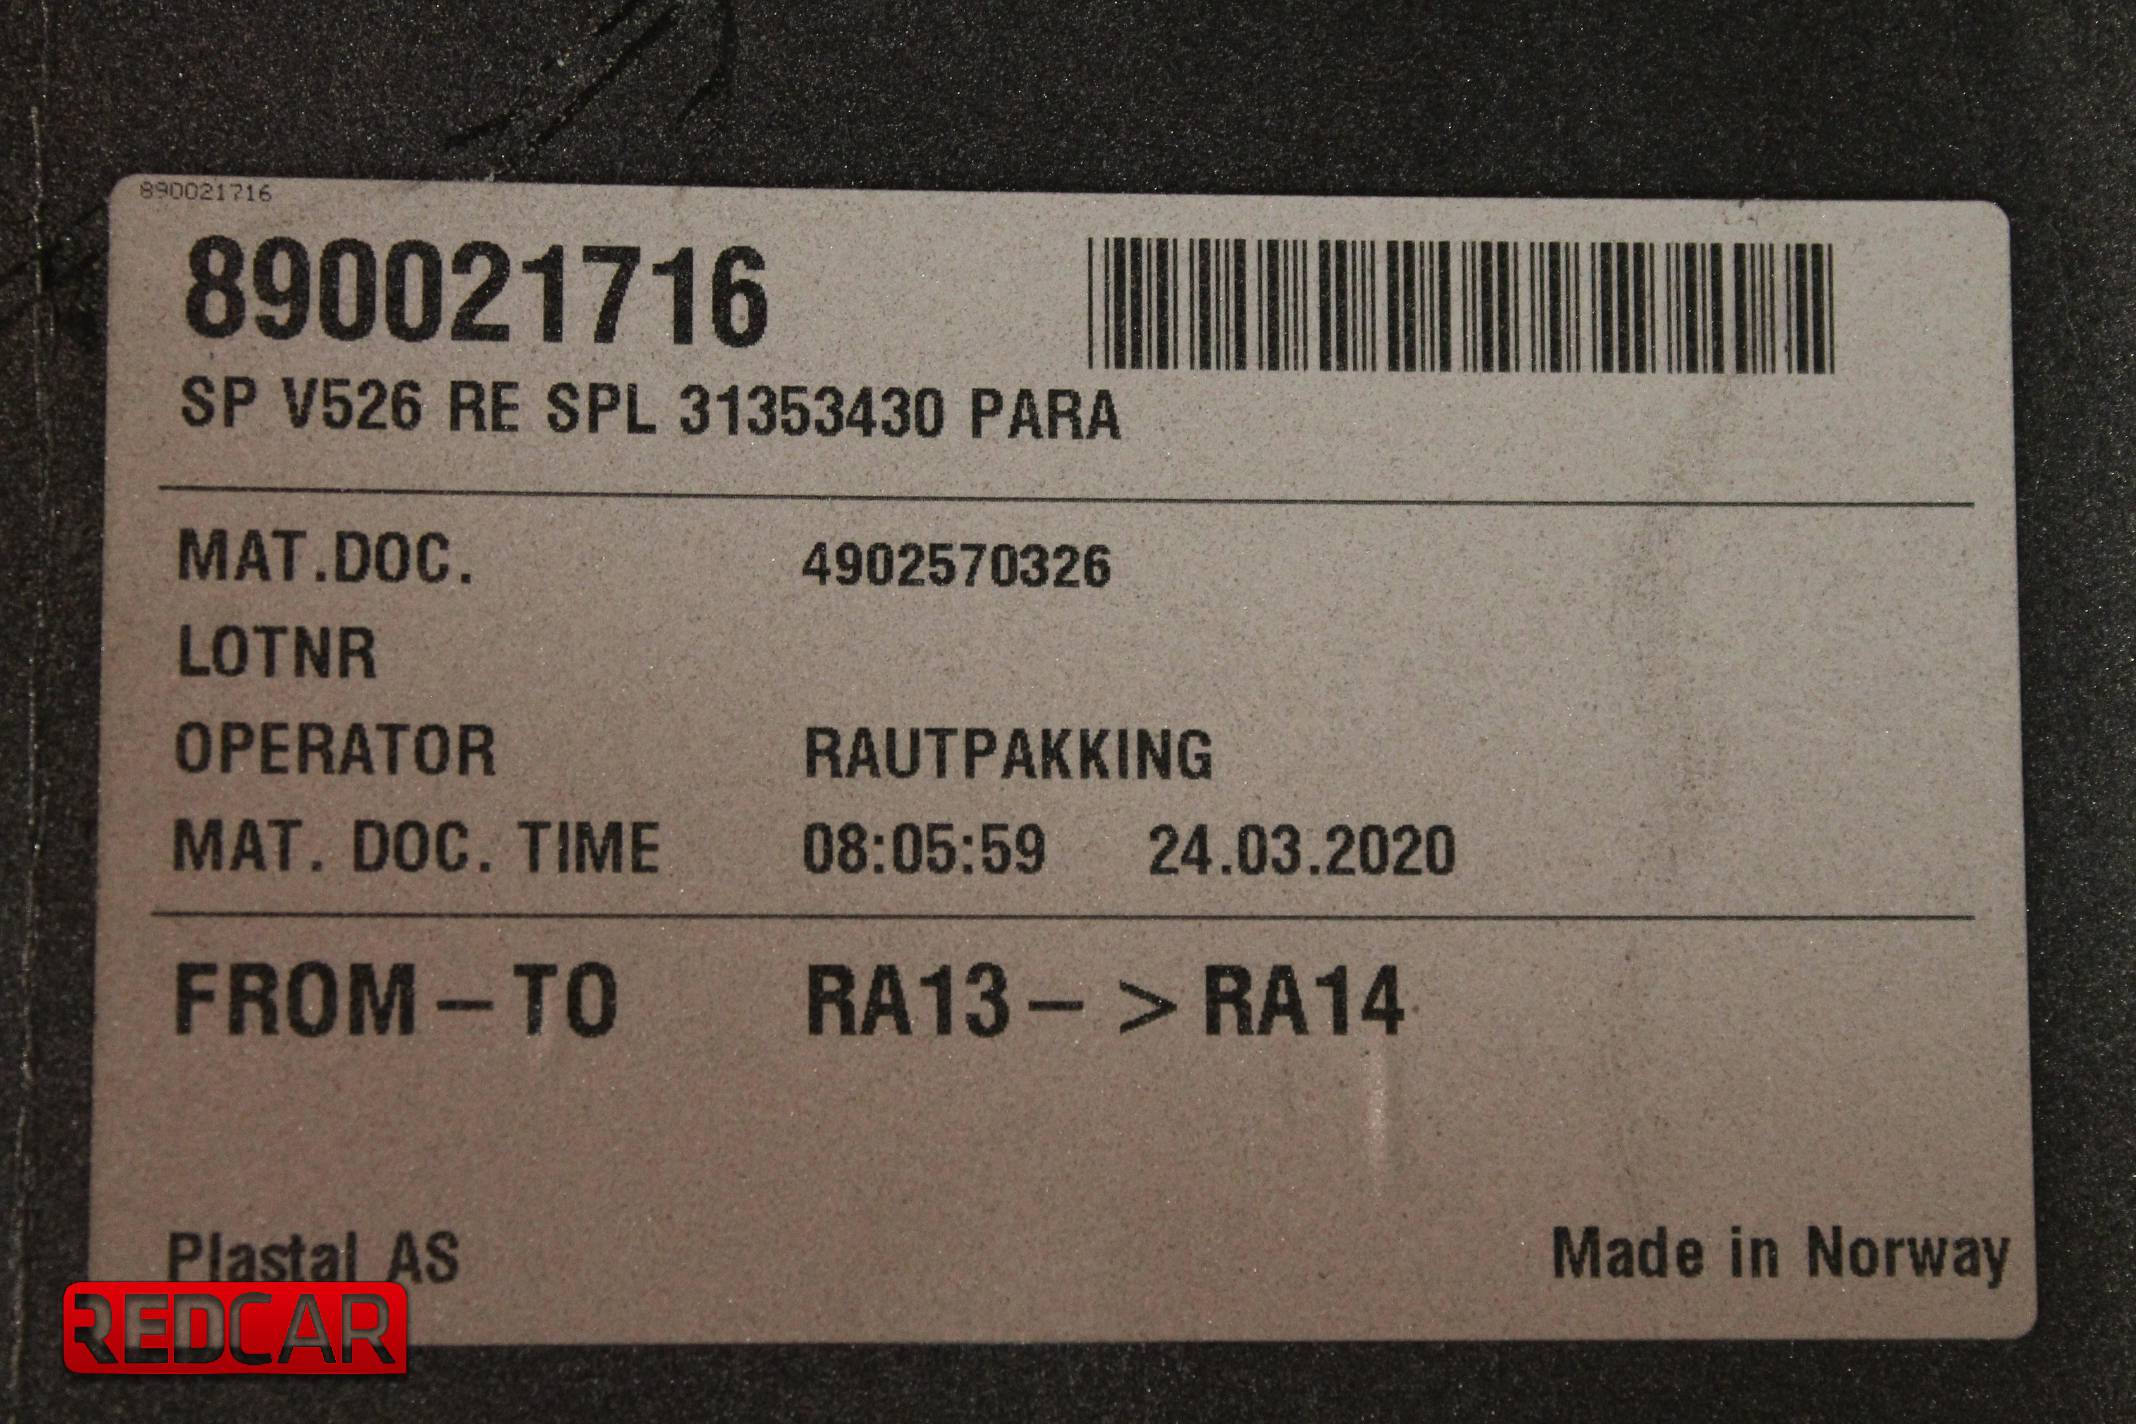 890021716
890021716
SP V526 RE SPL 31353430 PARA
MAT.DOC. 4902570326
LOTNR
OPERATOR RAUTPAKKING
MAT. DOC. TIME 08:05:59 24.03.2020
FROM-TO RA13-> RA14
Plastal AS Made in Norway
REDCAR